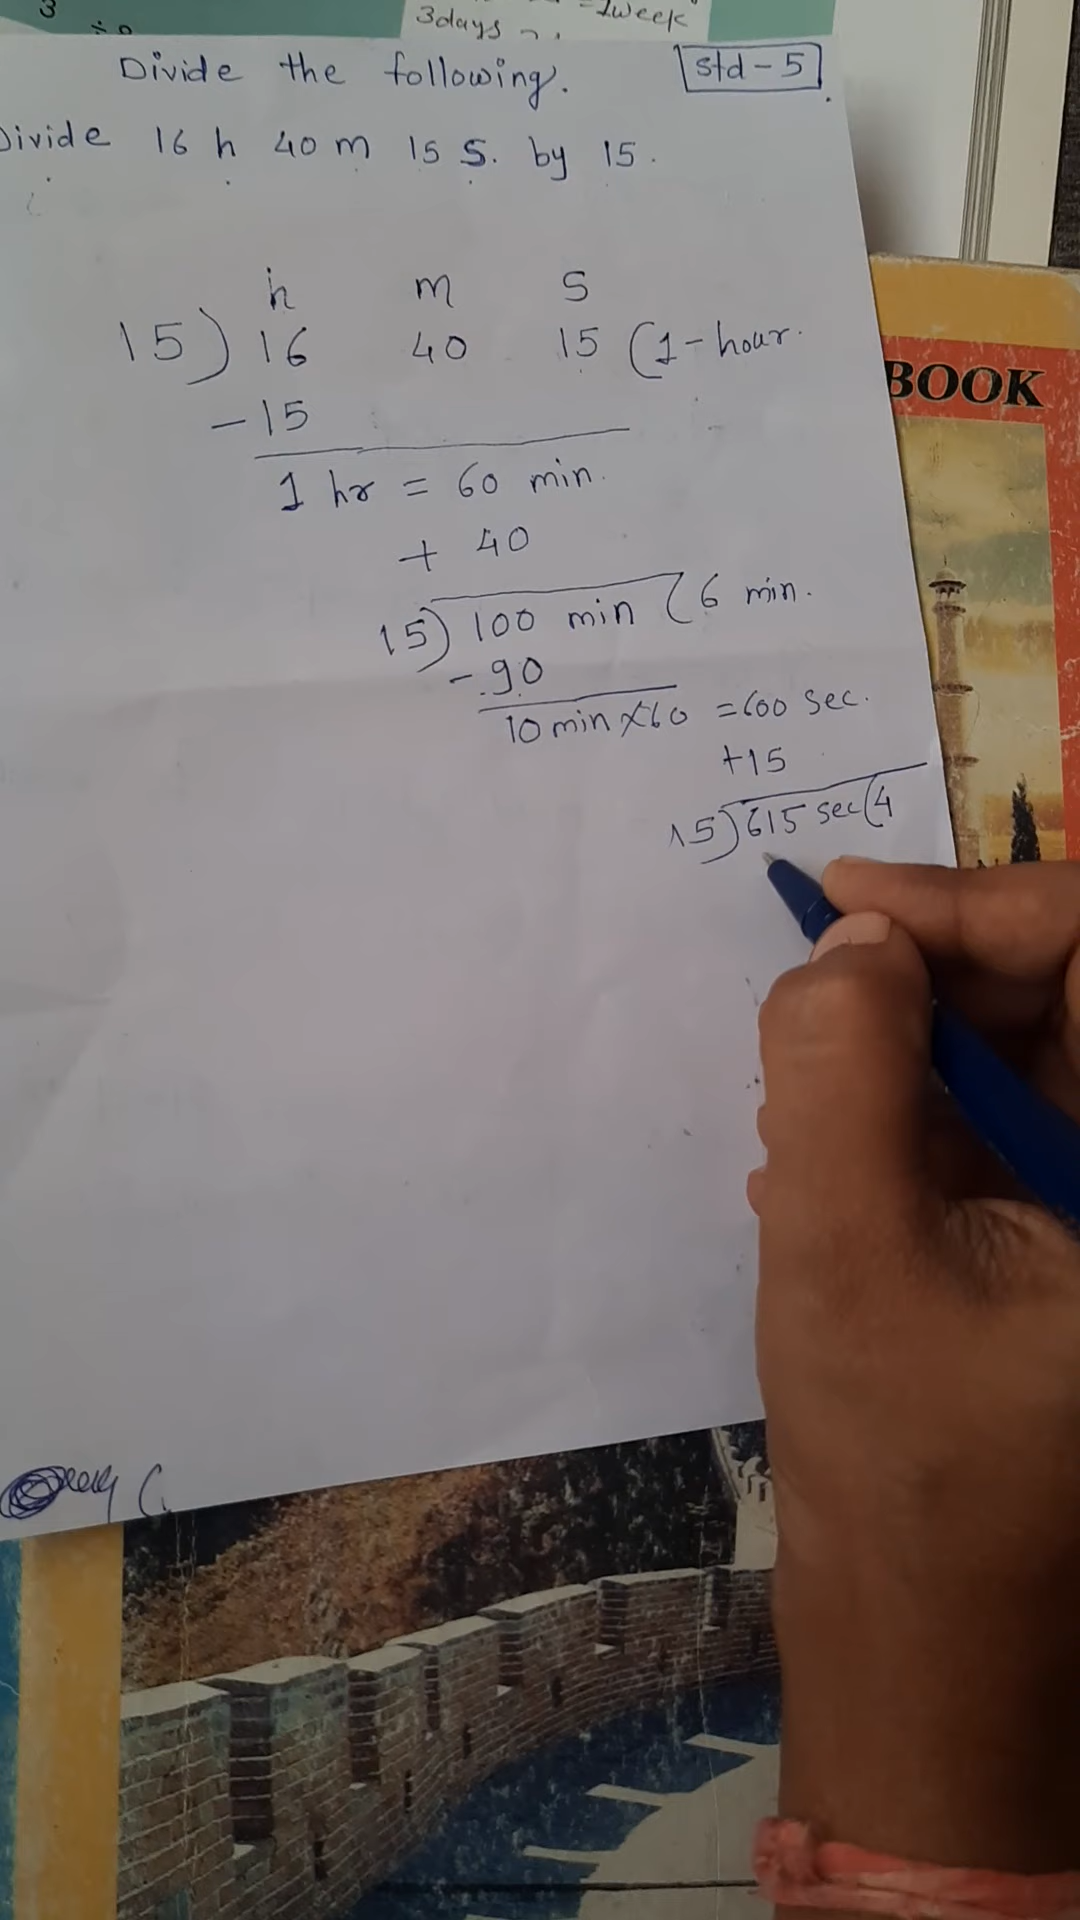 3
÷
3days
=1week
Divide the following.
std-5
Divide 16 h 40 m 15 s. by 15.
h m s
15) 16 40 15 (1-hour.
-15
1 hr = 60 min.
+ 40
15) 100 min (6 min.
-90
10 min × 60 = 600 sec.
+15
15) 615 sec (4
BOOK